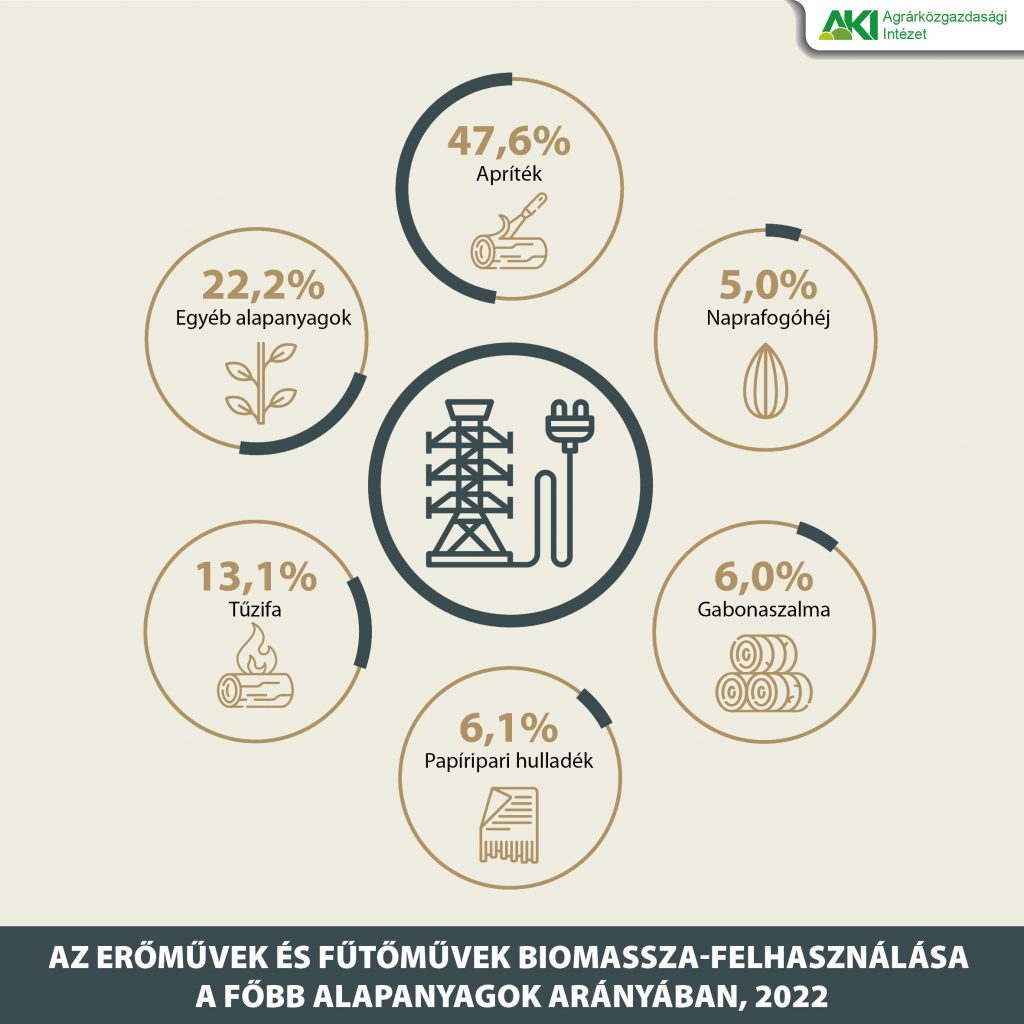 AKI Agrárközgazdasági
Intézet
47,6%
Apríték
5,0%
Naprafogóhéj
6,0%
Gabonaszalma
6,1%
Papíripari hulladék
13,1%
Tűzifa
22,2%
Egyéb alapanyagok
AZ ERŐMŰVEK ÉS FŰTŐMŰVEK BIOMASSZA-FELHASZNÁLÁSA
A FŐBB ALAPANYAGOK ARÁNYÁBAN, 2022